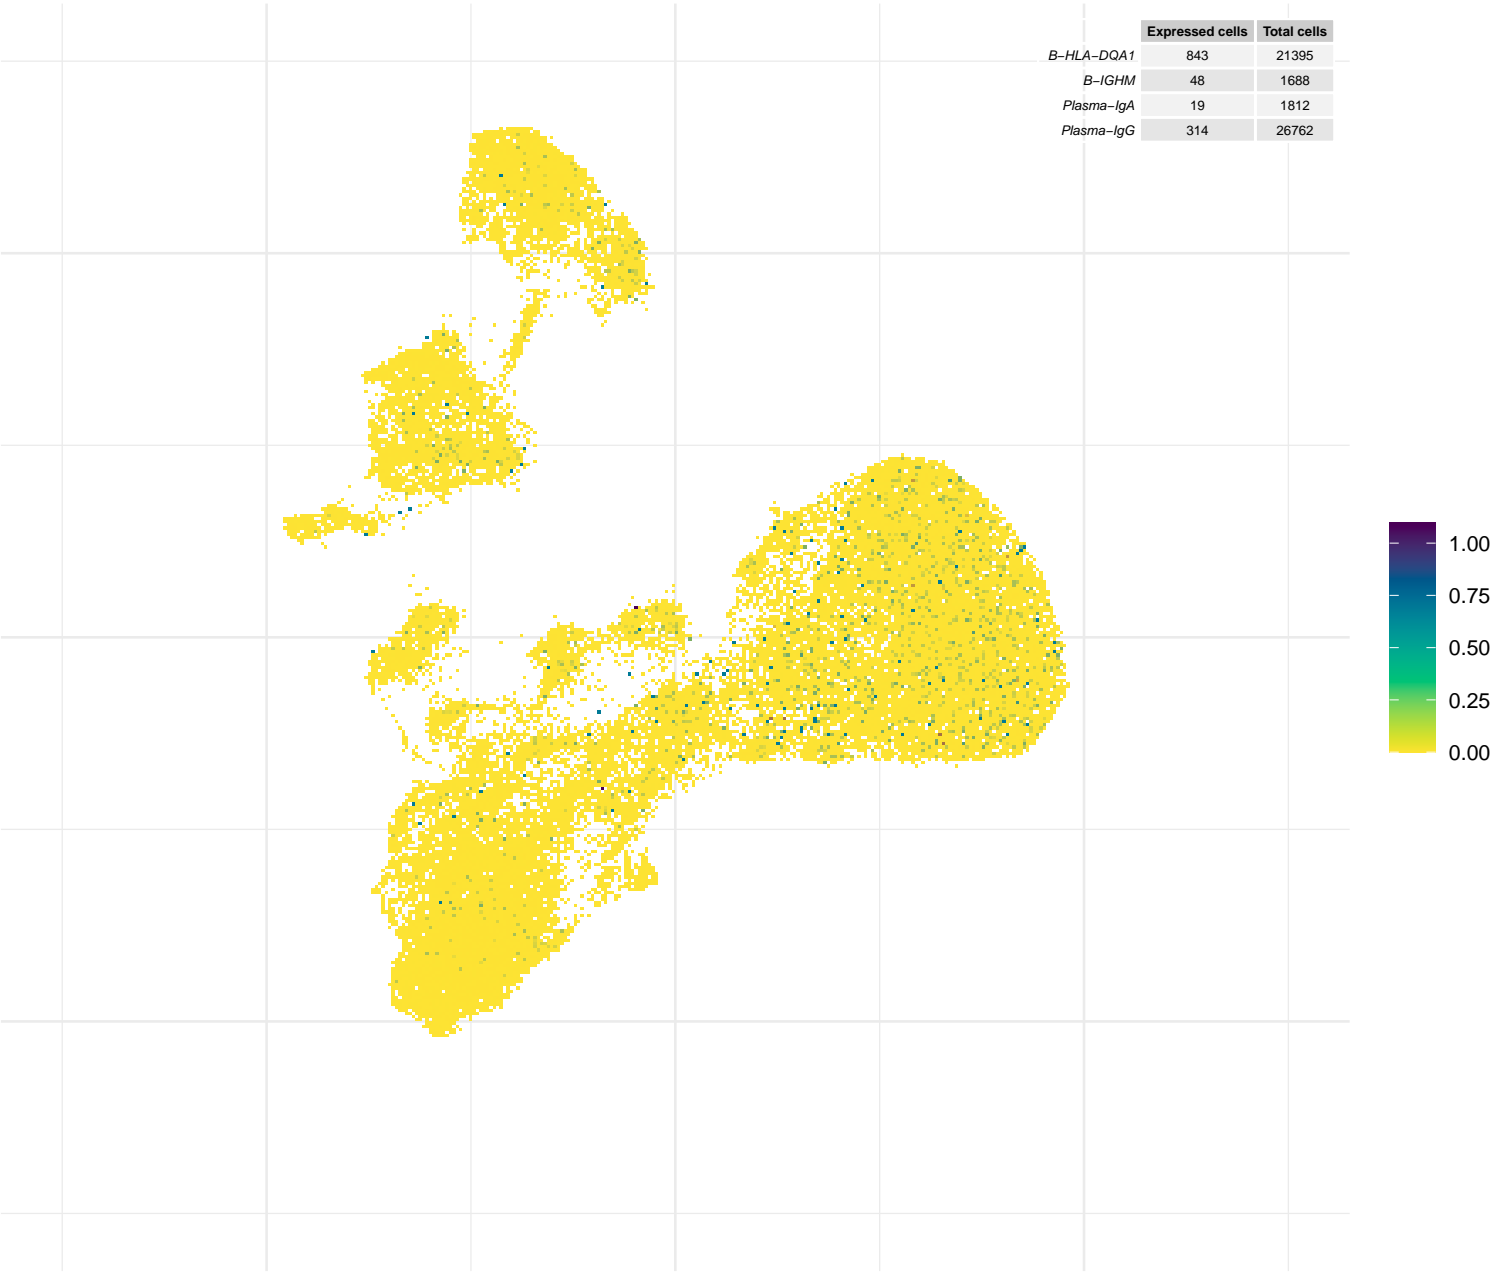 Expressed cells Total cells
B−HLA−DQA1 843 21395
B−IGHM 48 1688
Plasma−IgA 19 1812
Plasma−IgG 314 26762
1.00
0.75
0.50
0.25
0.00